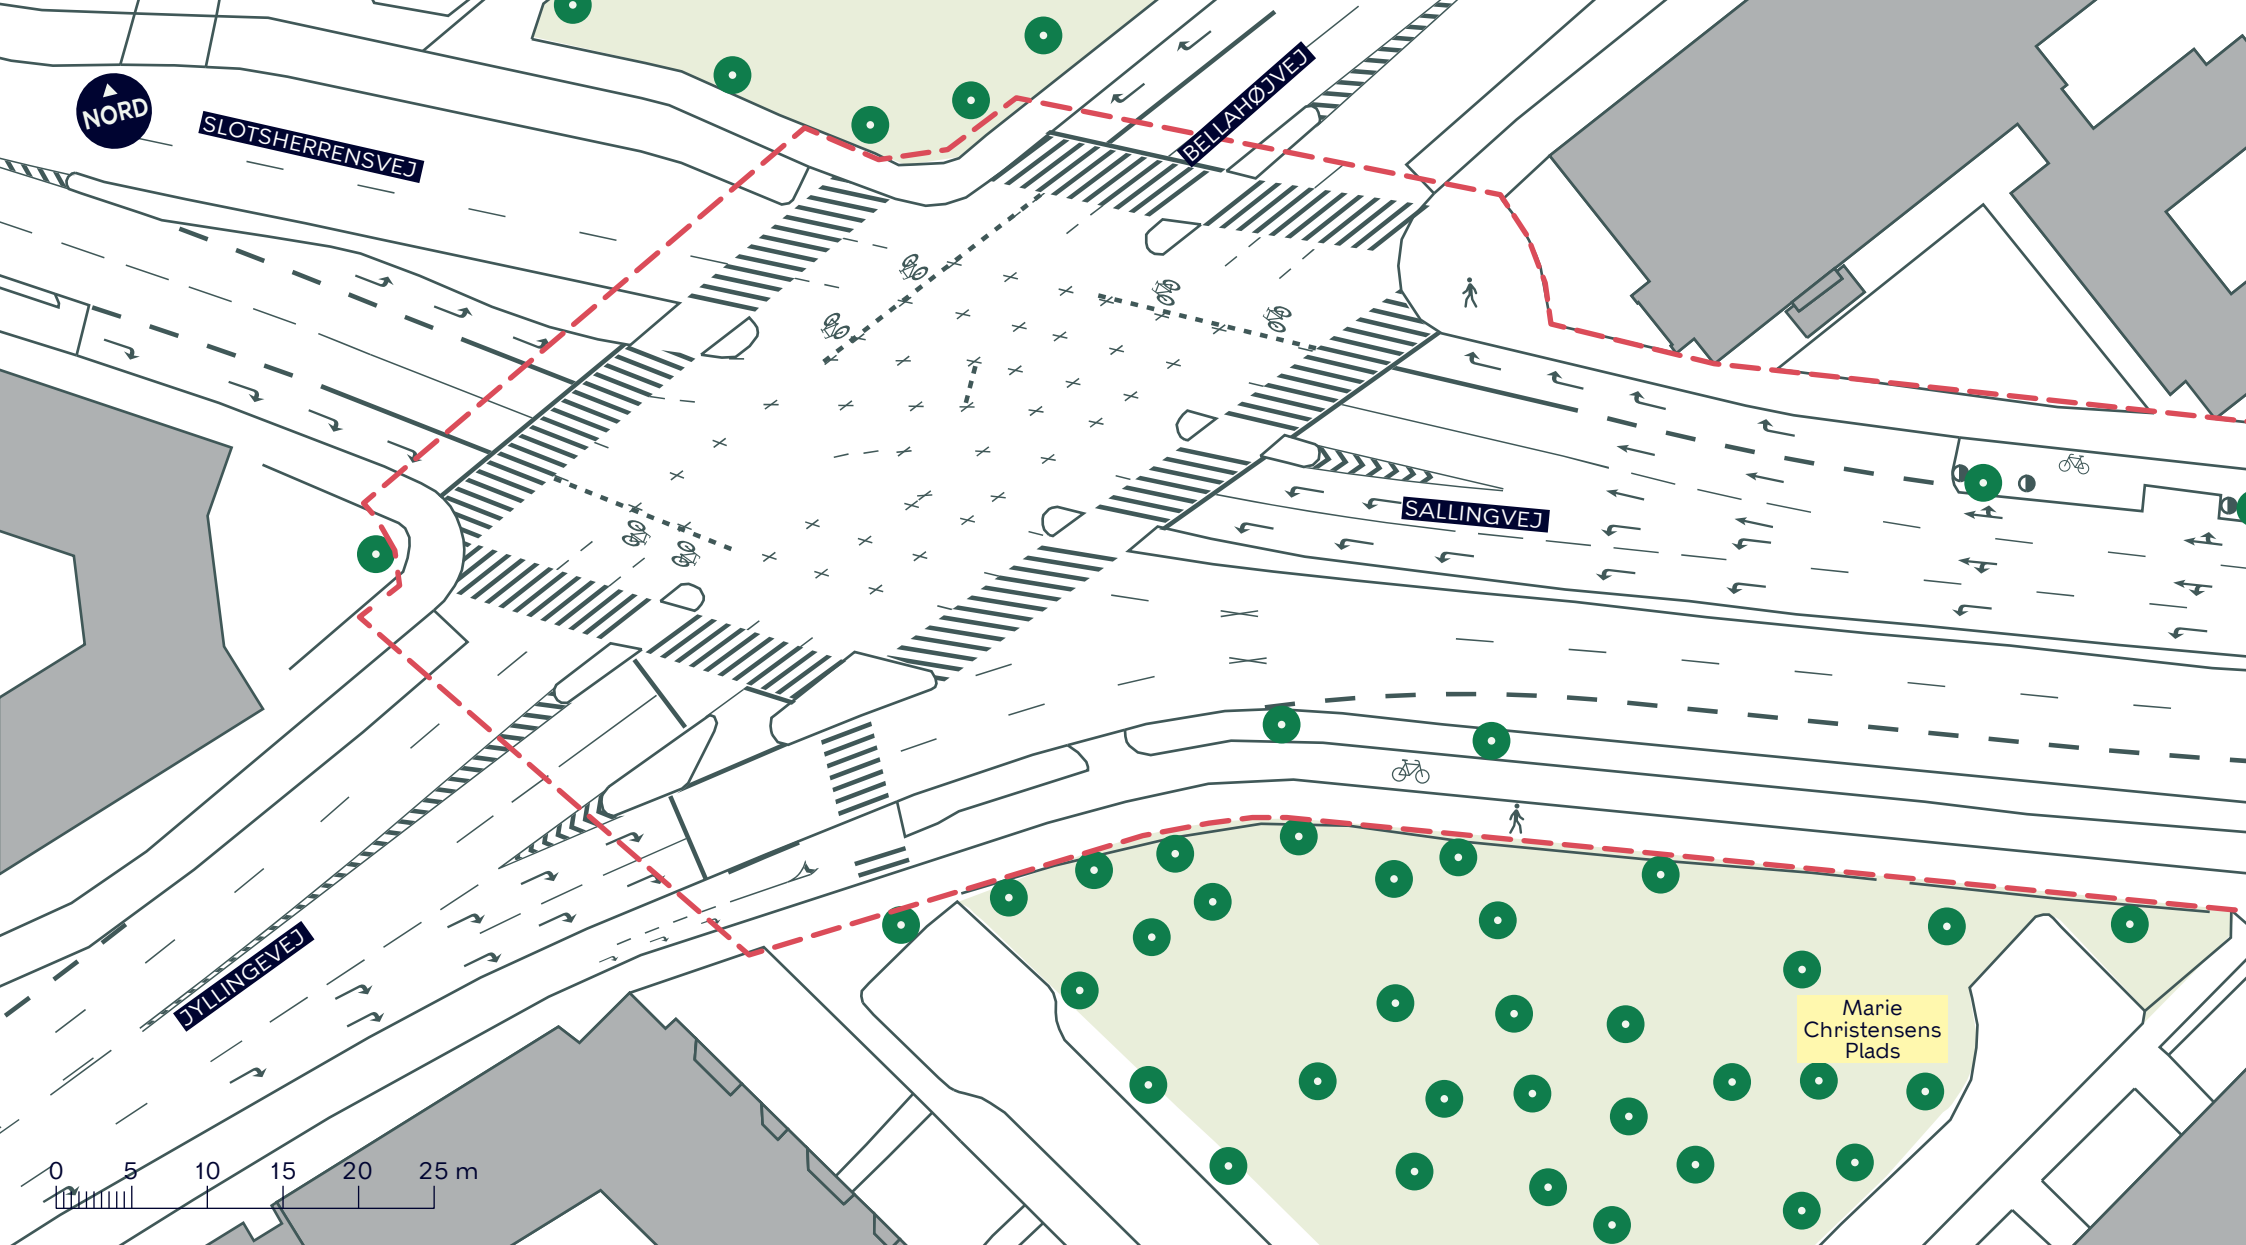 NORD
SLOTSHERRENSVEJ
BELLAHØJVEJ
SALLINGVEJ
JYLLINGEVEJ
Marie
Christensens
Plads
0 5 10 15 20 25 m